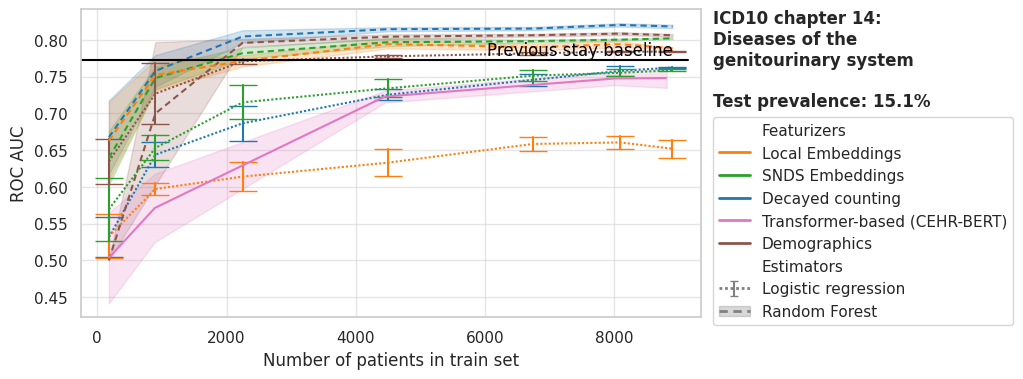 ICD10 chapter 14:
Diseases of the
genitourinary system
Test prevalence: 15.1%
Featurizers
Local Embeddings
SNDS Embeddings
Decayed counting
Transformer-based (CEHR-BERT)
Demographics
Estimators
Logistic regression
Random Forest
Previous stay baseline
ROC AUC
0.80
0.75
0.70
0.65
0.60
0.55
0.50
0.45
0
2000
4000
6000
8000
Number of patients in train set